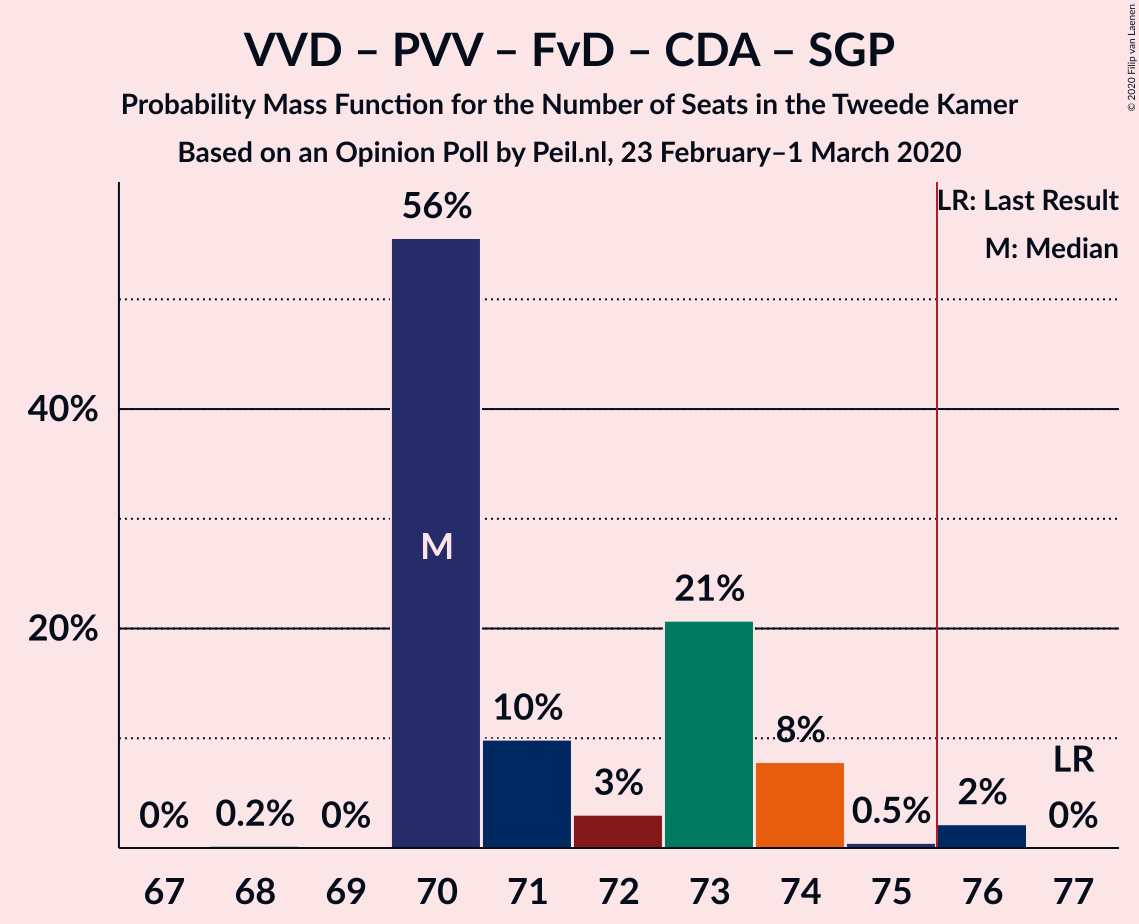 VVD – PVV – FvD – CDA – SGP
Probability Mass Function for the Number of Seats in the Tweede Kamer
Based on an Opinion Poll by Peil.nl, 23 February–1 March 2020
© 2020 Filip van Laenen
LR: Last Result
M: Median
56%
40%
M
21%
20%
10%
8%
LR
3%
2%
0% 0.2% 0% 0.5% 0%
67 68 69 70 71 72 73 74 75 76 77